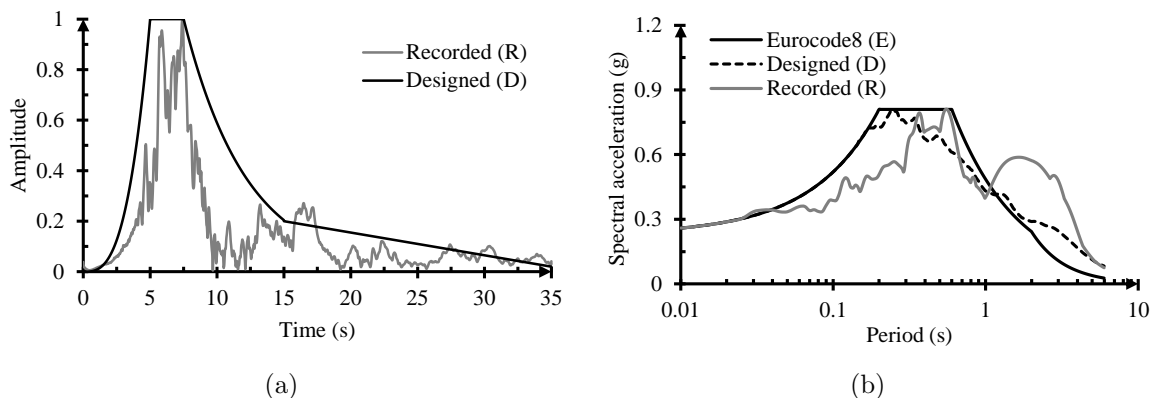 1
0.8
0.6
0.4
0.2
0
Amplitude
0 5 10 15 20 25 30 35
Time (s)
Recorded (R)
Designed (D)
(a)
1.2
0.9
0.6
0.3
0
Spectral acceleration (g)
0.01 0.1 1 10
Period (s)
Eurocode8 (E)
Designed (D)
Recorded (R)
(b)